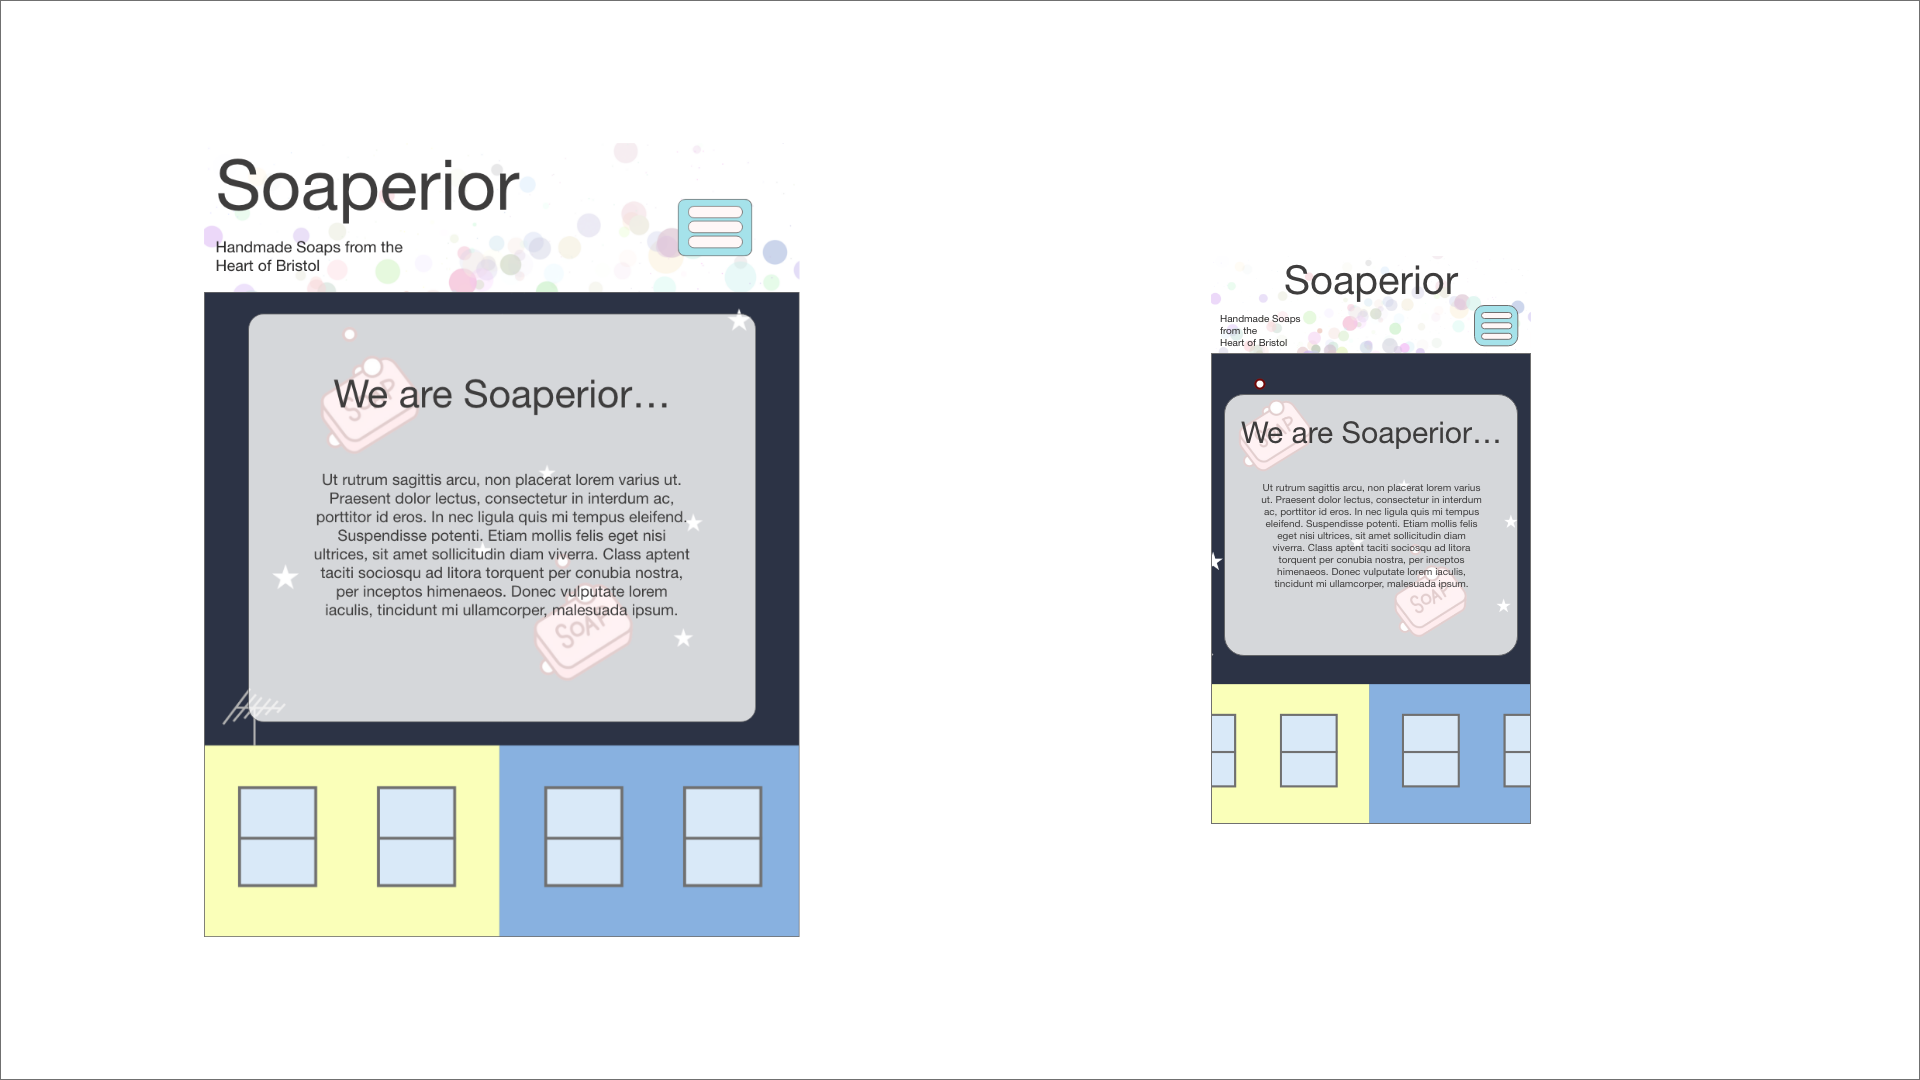 Soaperior
Handmade Soaps from the
Heart of Bristol
SOAP
We are Soaperior…
Ut rutrum sagittis arcu, non placerat lorem varius ut.
Praesent dolor lectus, consectetur in interdum ac,
porttitor id eros. In nec ligula quis mi tempus eleifend.
Suspendisse potenti. Etiam mollis felis eget nisi
ultrices, sit amet sollicitudin diam viverra. Class aptent
taciti sociosqu ad litora torquent per conubia nostra,
per inceptos himenaeos. Donec vulputate lorem
iaculis, tincidunt mi ullamcorper, malesuada ipsum.
SOAP
Soaperior
Handmade Soaps
from the
Heart of Bristol
SOAP
We are Soaperior…
Ut rutrum sagittis arcu, non placerat lorem varius
ut. Praesent dolor lectus, consectetur in interdum
ac, porttitor id eros. In nec ligula quis mi tempus
eleifend. Suspendisse potenti. Etiam mollis felis
eget nisi ultrices, sit amet sollicitudin diam
viverra. Class aptent taciti sociosqu ad litora
torquent per conubia nostra, per inceptos
himenaeos. Donec vulputate lorem iaculis,
tincidunt mi ullamcorper, malesuada ipsum.
SOAP